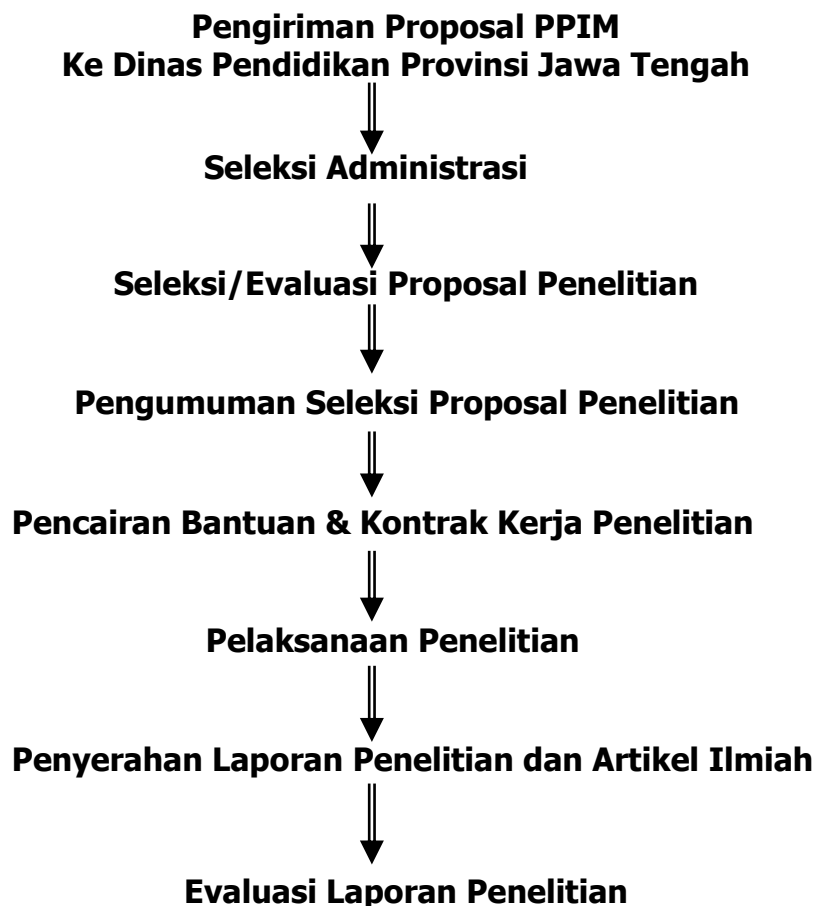 Pengiriman Proposal PPIM
Ke Dinas Pendidikan Provinsi Jawa Tengah
Seleksi Administrasi
Seleksi/Evaluasi Proposal Penelitian
Pengumuman Seleksi Proposal Penelitian
Pencairan Bantuan & Kontrak Kerja Penelitian
Pelaksanaan Penelitian
Penyerahan Laporan Penelitian dan Artikel Ilmiah
Evaluasi Laporan Penelitian